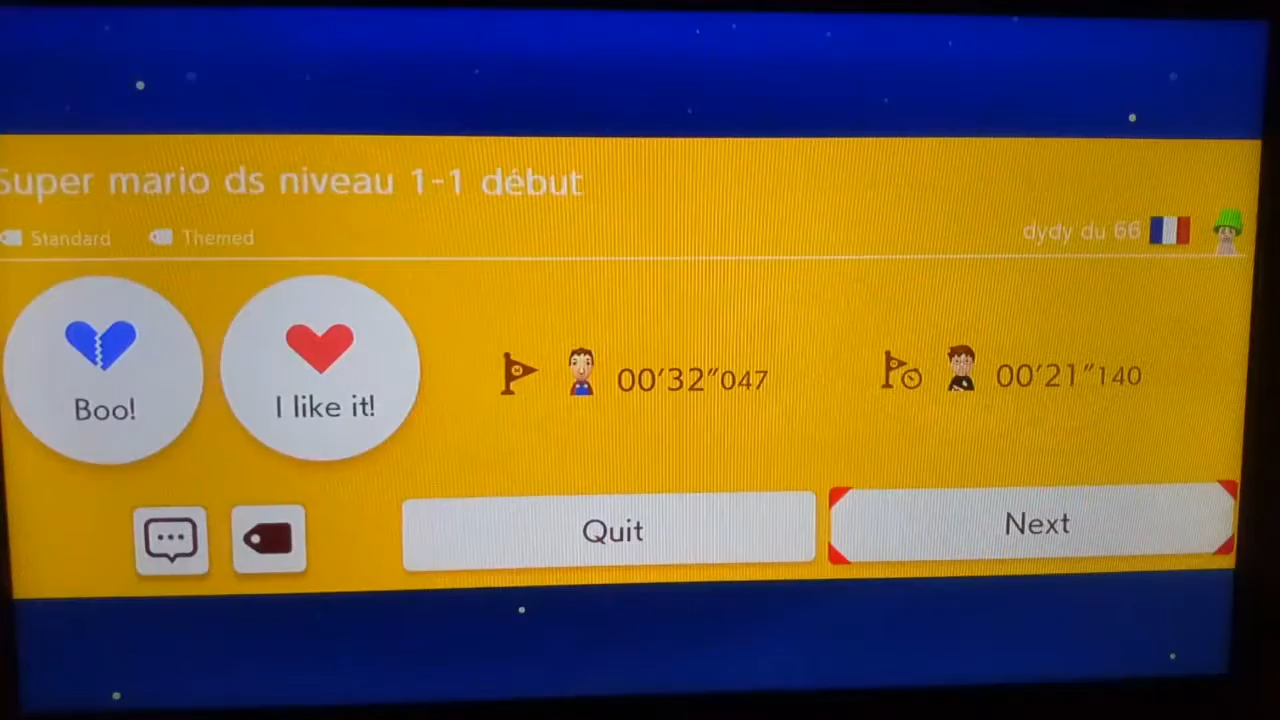 Super mario ds niveau 1-1 début
Standard Themed
dydy du 66
Boo!
I like it!
00'32"047
00'21"140
Quit
Next